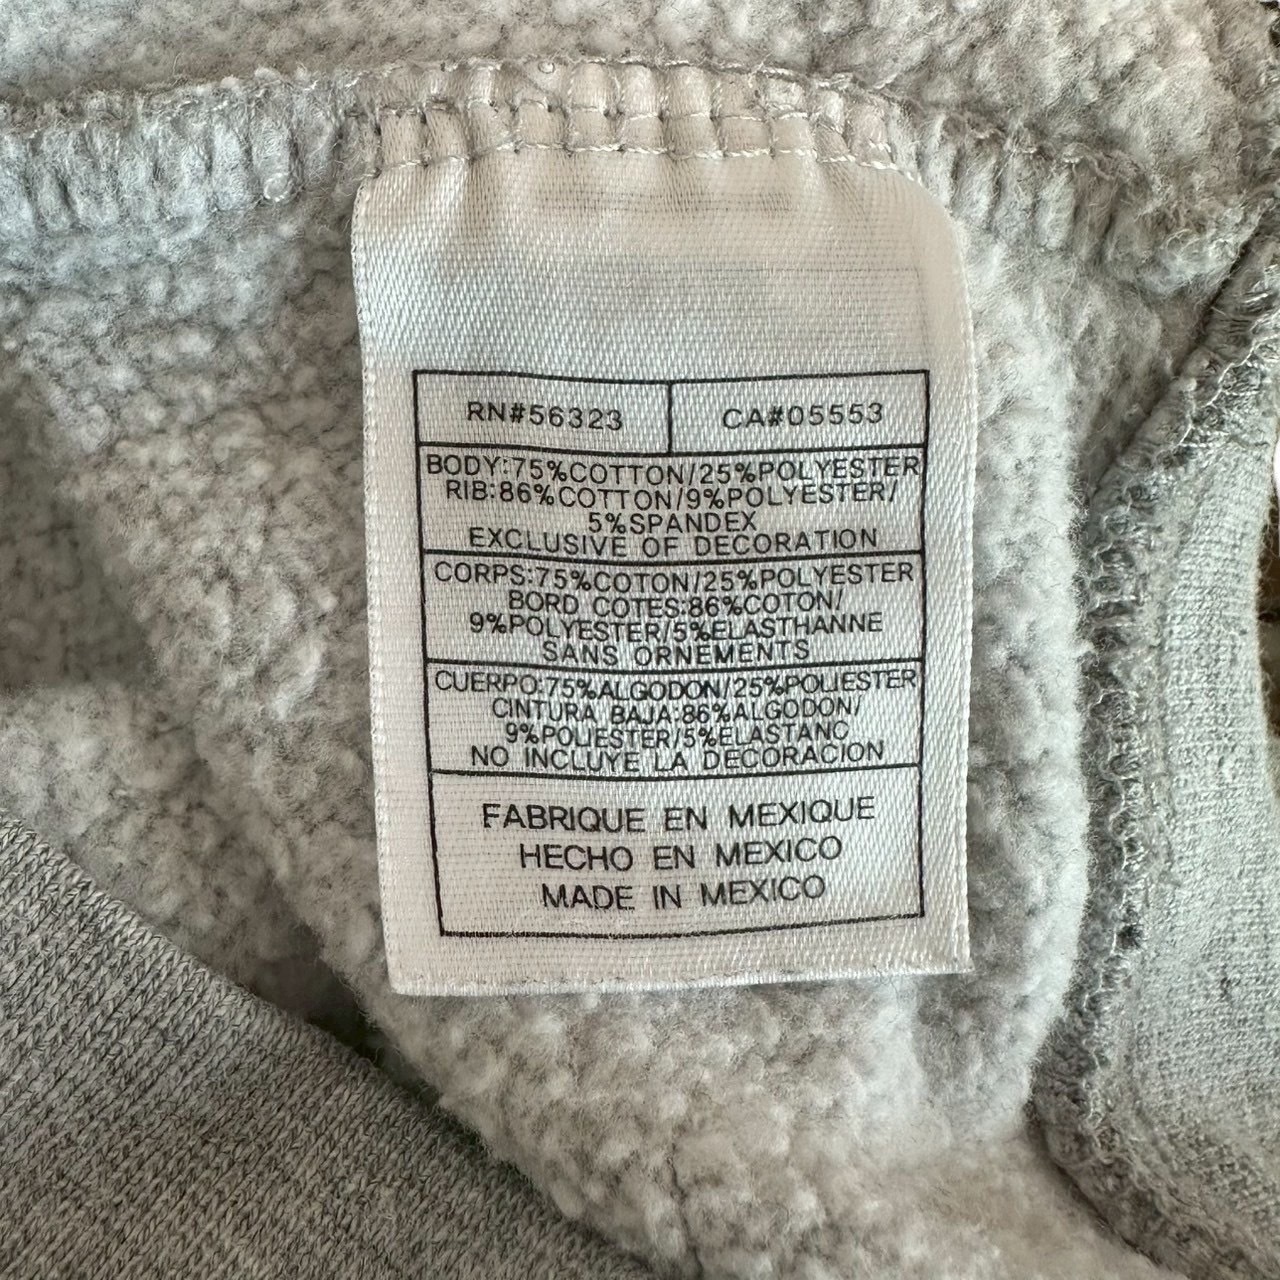 RN#56323 CA#05553
BODY:75%COTTON/25%POLYESTER
RIB:86%COTTON/9%POLYESTER/
5%SPANDEX
EXCLUSIVE OF DECORATION
CORPS:75%COTON/25%POLYESTER
BORD COTES:86%COTON/
9%POLYESTER/5%ELASTHANNE
SANS ORNEMENTS
CUERPO:75%ALGODON/25%POLIESTER
CINTURA BAJA:86%ALGODON/
9%POLIESTER/5%ELASTANC
NO INCLUYE LA DECORACION
FABRIQUE EN MEXIQUE
HECHO EN MEXICO
MADE IN MEXICO